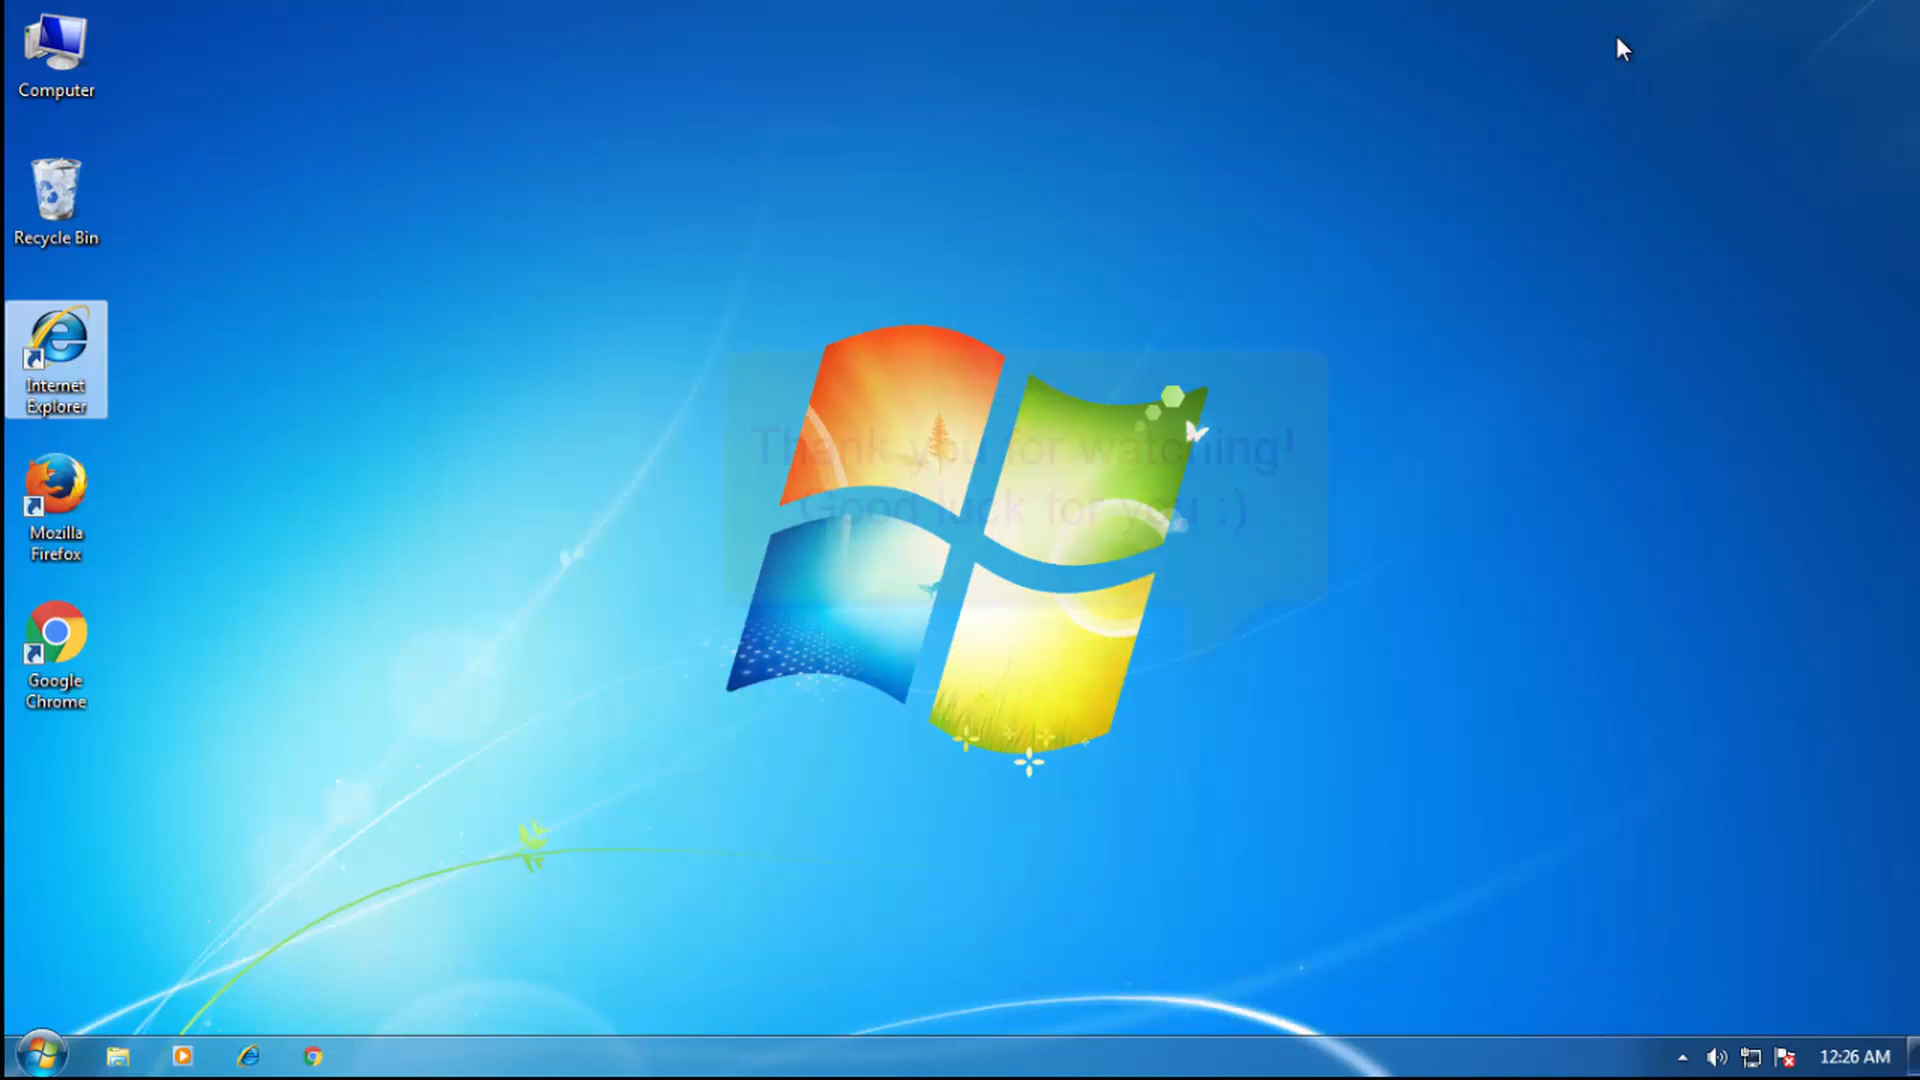 Computer
Recycle Bin
Internet
Explorer
Mozilla
Firefox
Google
Chrome
Thank you for watching!
Good luck for you :)
12:26 AM